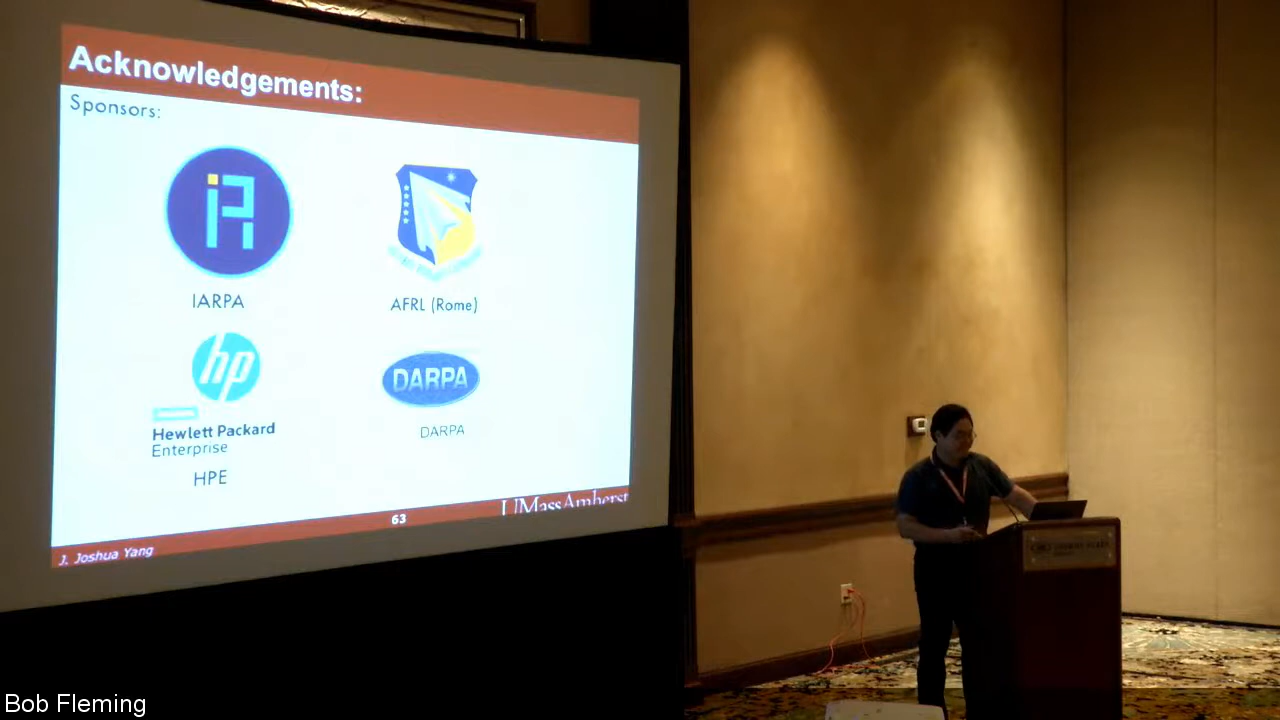 Acknowledgements:
Sponsors:
IARPA
AFRL (Rome)
hp
Hewlett Packard
Enterprise
HPE
DARPA
DARPA
UMassAmherst
63
J. Joshua Yang
Bob Fleming